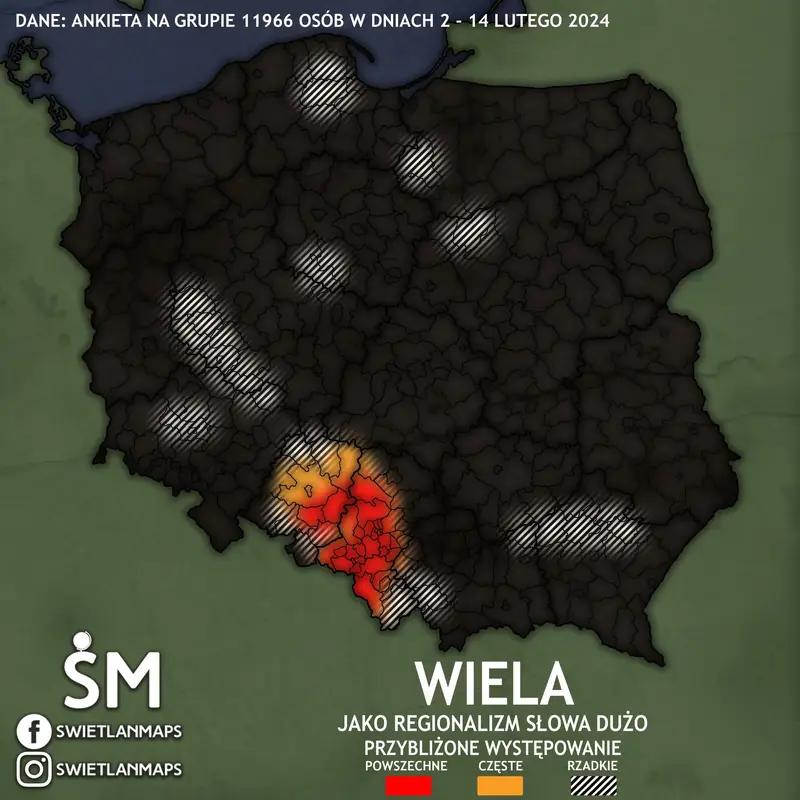 DANE: ANKIETA NA GRUPIE 11966 OSÓB W DNIACH 2 - 14 LUTEGO 2024
ŚM
SWIETLANMAPS
SWIETLANMAPS
WIELA
JAKO REGIONALIZM SŁOWA DUŻO
PRZYBLIŻONE WYSTĘPOWANIE
POWSZECHNE CZĘSTE RZADKIE